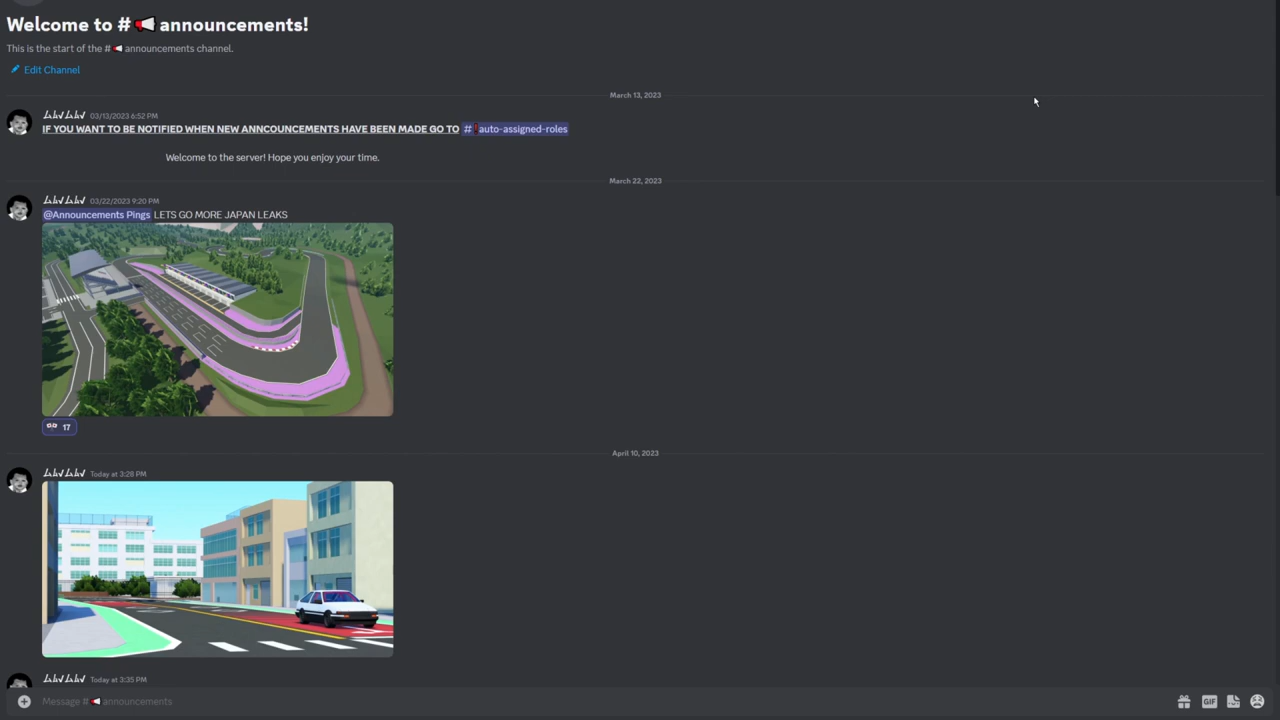 Welcome to # announcements!
This is the start of the # announcements channel.
Edit Channel
March 13, 2023
03/13/2023 6:52 PM
IF YOU WANT TO BE NOTIFIED WHEN NEW ANNCOUNCEMENTS HAVE BEEN MADE GO TO # auto-assigned-roles
Welcome to the server! Hope you enjoy your time.
March 22, 2023
03/22/2023 9:20 PM
@Announcements Pings LETS GO MORE JAPAN LEAKS
17
April 10, 2023
Today at 3:28 PM
Today at 3:35 PM
Message # announcements
GIF